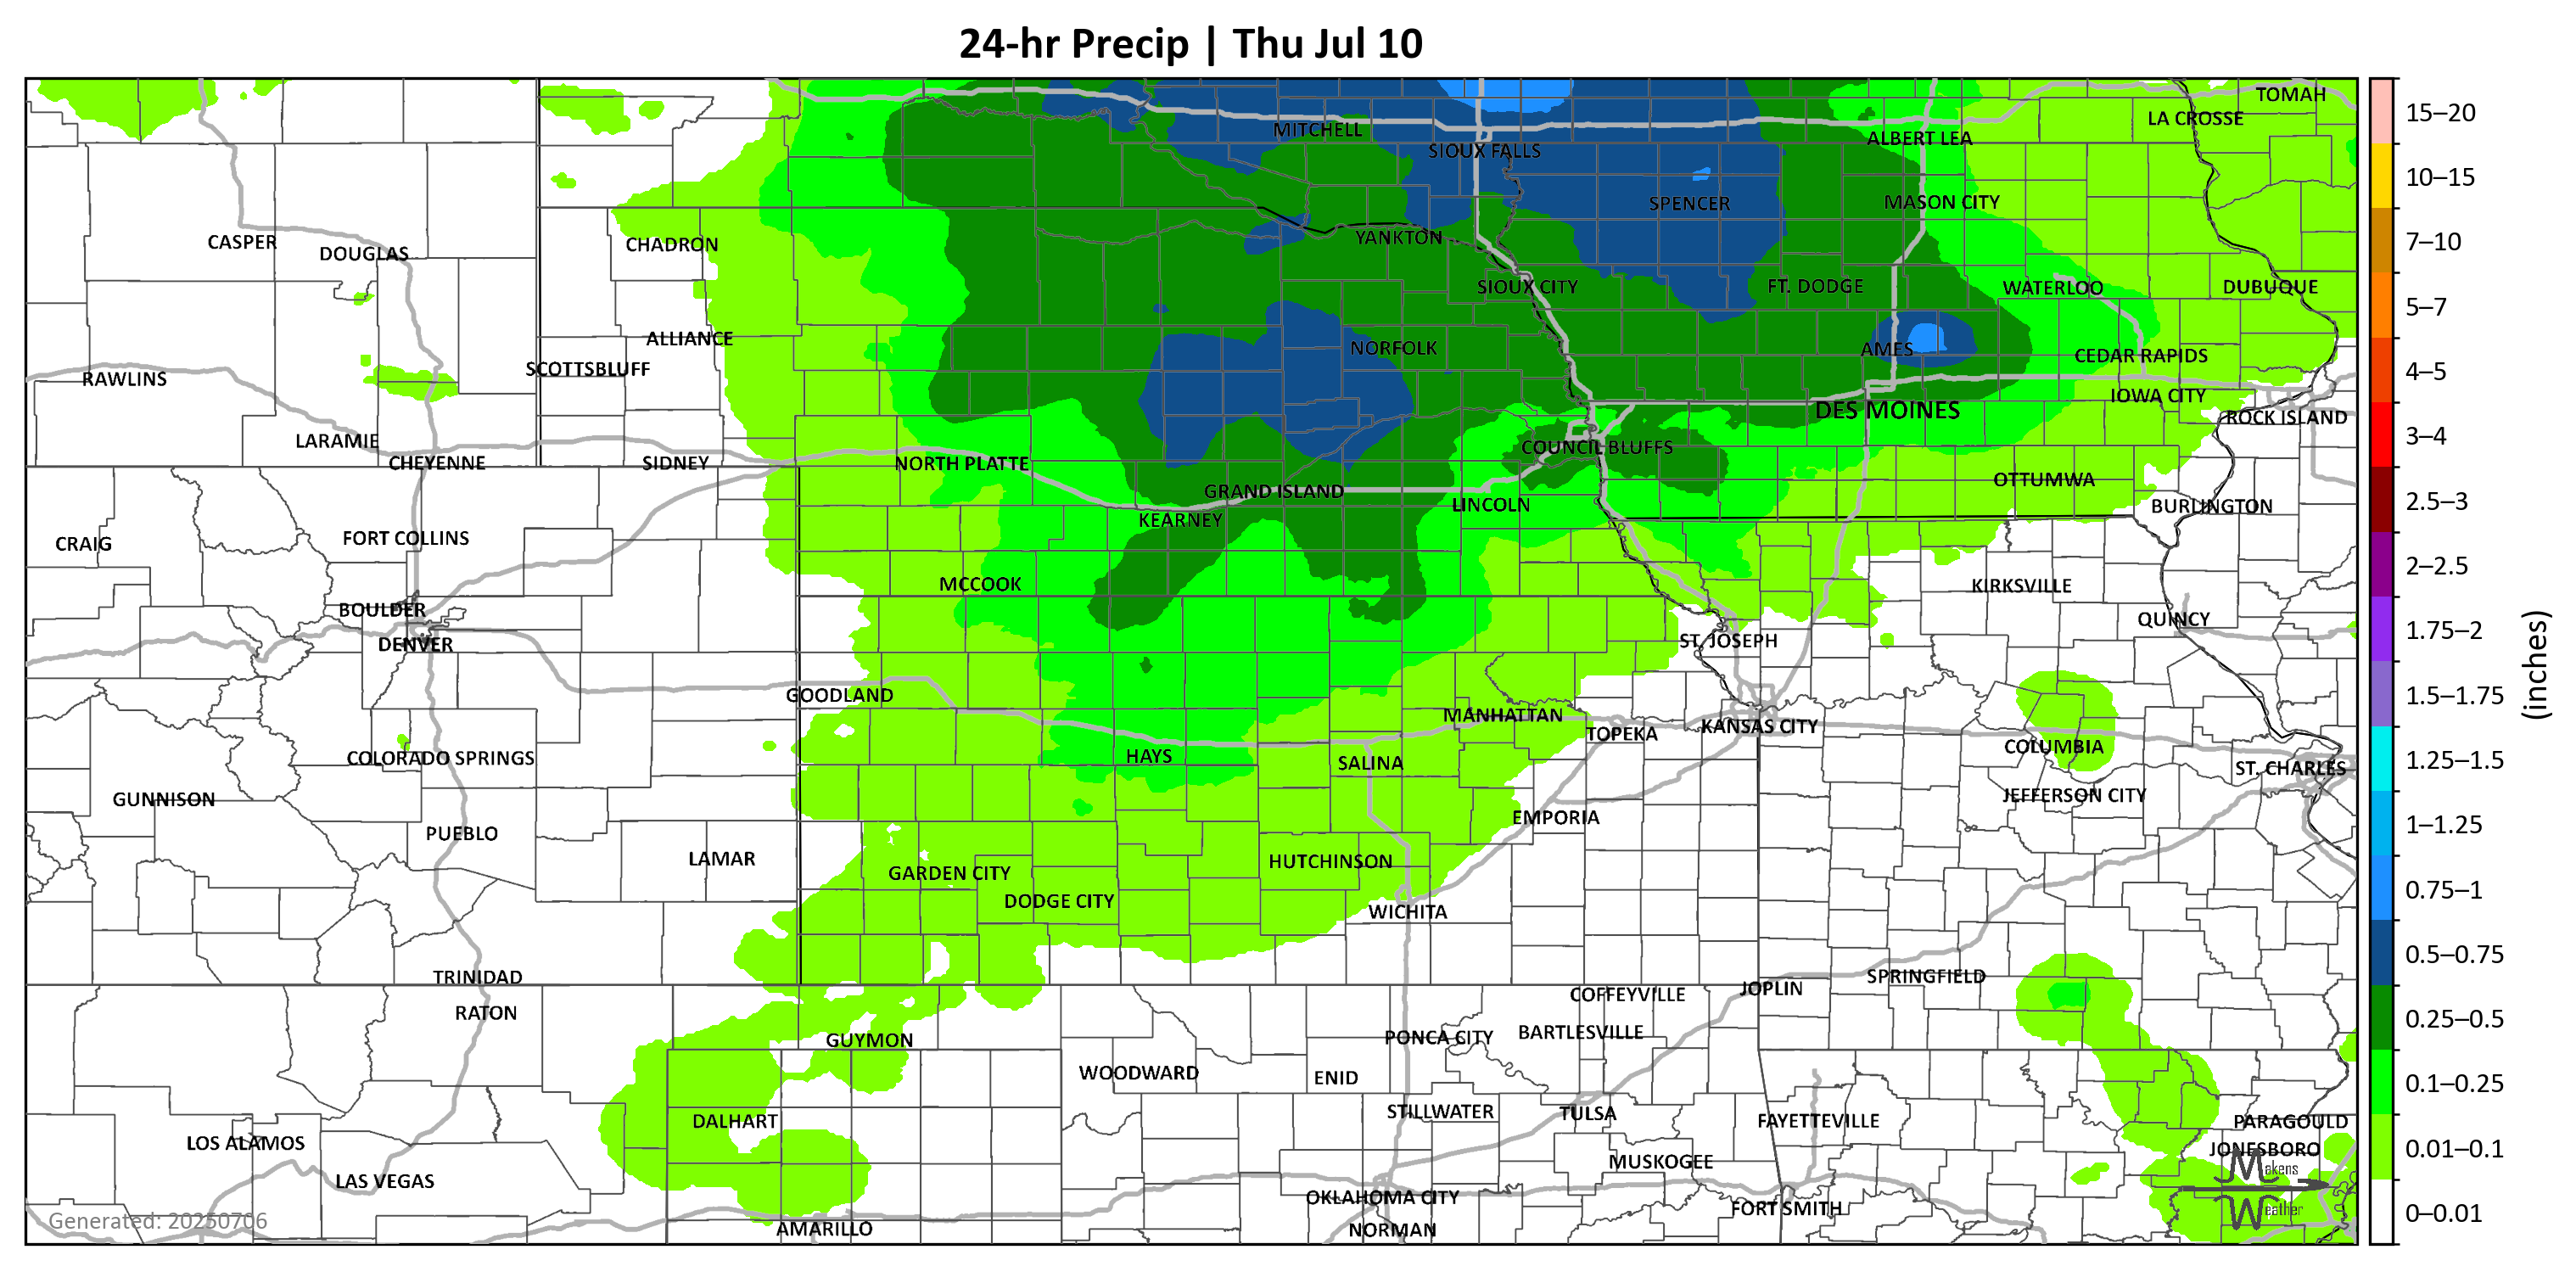 24-hr Precip | Thu Jul 10
TOMAH
LA CROSSE
MITCHELL
ALBERT LEA
SIOUX FALLS
SPENCER
MASON CITY
CASPER
DOUGLAS
CHADRON
YANKTON
SIOUX CITY
FT. DODGE
WATERLOO
DUBUQUE
ALLIANCE
NORFOLK
AMES
CEDAR RAPIDS
RAWLINS
SCOTTSBLUFF
IOWA CITY
DES MOINES
ROCK ISLAND
LARAMIE
COUNCIL BLUFFS
CHEYENNE
SIDNEY
NORTH PLATTE
OTTUMWA
GRAND ISLAND
LINCOLN
BURLINGTON
KEARNEY
CRAIG
FORT COLLINS
MCCOOK
KIRKSVILLE
BOULDER
QUINCY
DENVER
ST. JOSEPH
GOODLAND
MANHATTAN
TOPEKA
KANSAS CITY
COLUMBIA
COLORADO SPRINGS
HAYS
SALINA
ST. CHARLES
GUNNISON
JEFFERSON CITY
EMPORIA
PUEBLO
LAMAR
HUTCHINSON
GARDEN CITY
DODGE CITY
WICHITA
TRINIDAD
SPRINGFIELD
JOPLIN
COFFEYVILLE
RATON
GUYMON
PONCA CITY
BARTLESVILLE
WOODWARD
ENID
STILLWATER
TULSA
DALHART
FAYETTEVILLE
PARAGOULD
LOS ALAMOS
JONESBORO
MUSKOGEE
LAS VEGAS
OKLAHOMA CITY
FORT SMITH
AMARILLO
NORMAN
Makens
Weather
Generated: 20250706
15–20
10–15
7–10
5–7
4–5
3–4
2.5–3
2–2.5
1.75–2
1.5–1.75
1.25–1.5
1–1.25
0.75–1
0.5–0.75
0.25–0.5
0.1–0.25
0.01–0.1
0–0.01
(inches)